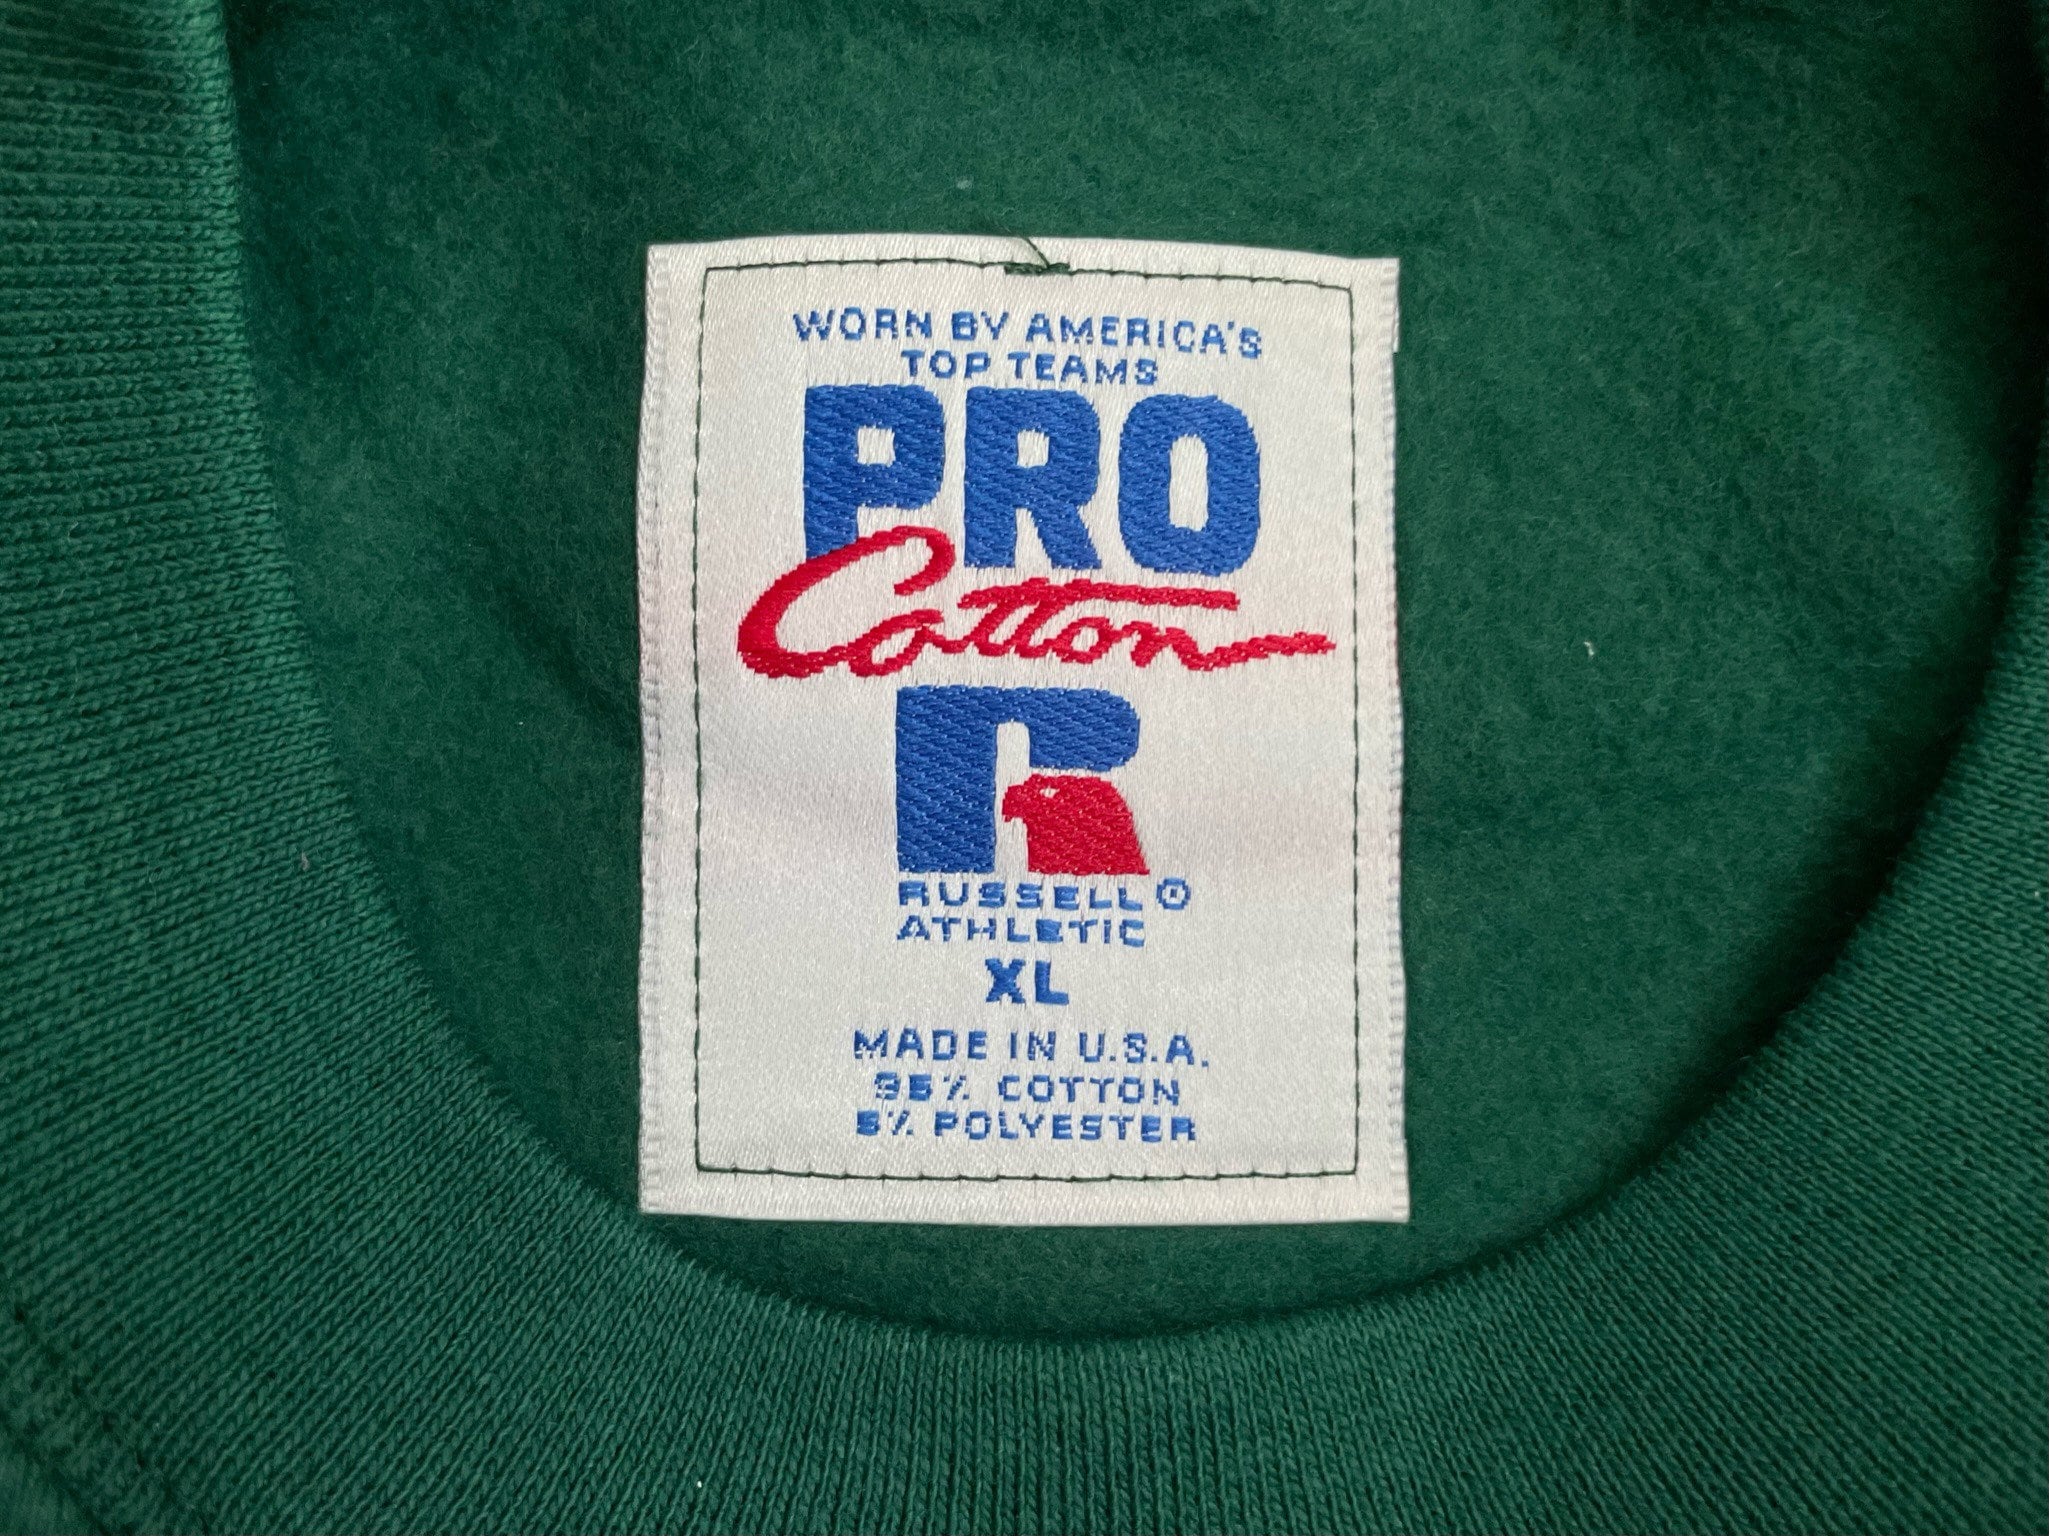 WORN BY AMERICA'S
TOP TEAMS
PRO
Cotton
R
RUSSELL ®
ATHLETIC
XL
MADE IN U.S.A.
95% COTTON
5% POLYESTER